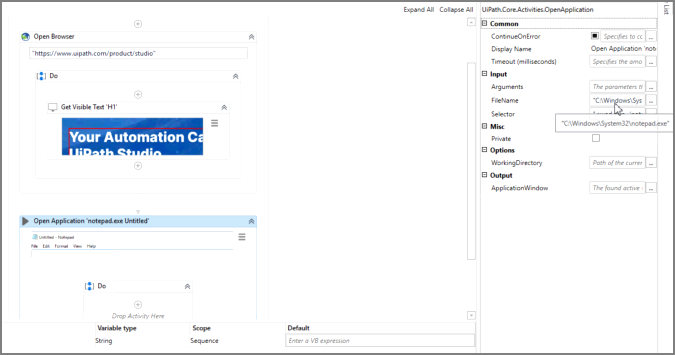 Expand All Collapse All
Open Browser
"https://www.uipath.com/product/studio"
Do
Get Visible Text 'H1'
Your Automation Ca
UiPath Studio
Open Application 'notepad.exe Untitled'
Untitled - Notepad
File Edit Format View Help
Do
Drop Activity Here
Variable type Scope Default
String Sequence Enter a VB expression
UiPath.Core.Activities.OpenApplication
Common
ContinueOnError Specifies to co ...
Display Name Open Application 'not
Timeout (milliseconds) Specifies the amo ...
Input
Arguments The parameters t ...
FileName "C:\Windows\Sys ...
Selector ...
"C:\Windows\System32\notepad.exe"
Misc
Private
Options
WorkingDirectory Path of the curren ...
Output
ApplicationWindow The found active ...
List